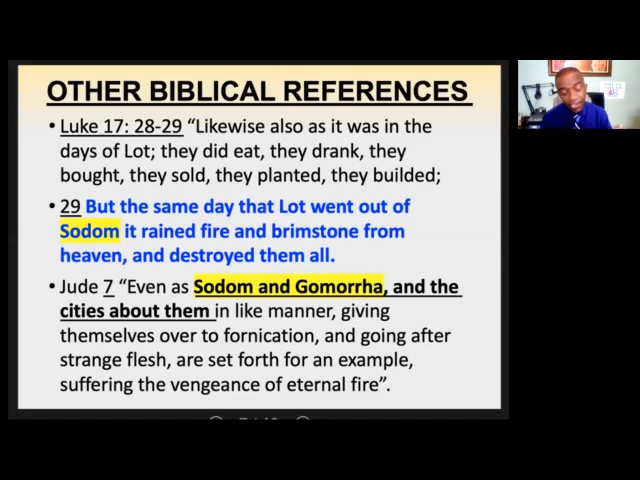 OTHER BIBLICAL REFERENCES
• Luke 17: 28-29 “Likewise also as it was in the
days of Lot; they did eat, they drank, they
bought, they sold, they planted, they builded;
• 29 But the same day that Lot went out of
Sodom it rained fire and brimstone from
heaven, and destroyed them all.
• Jude 7 “Even as Sodom and Gomorrha, and the
cities about them in like manner, giving
themselves over to fornication, and going after
strange flesh, are set forth for an example,
suffering the vengeance of eternal fire”.